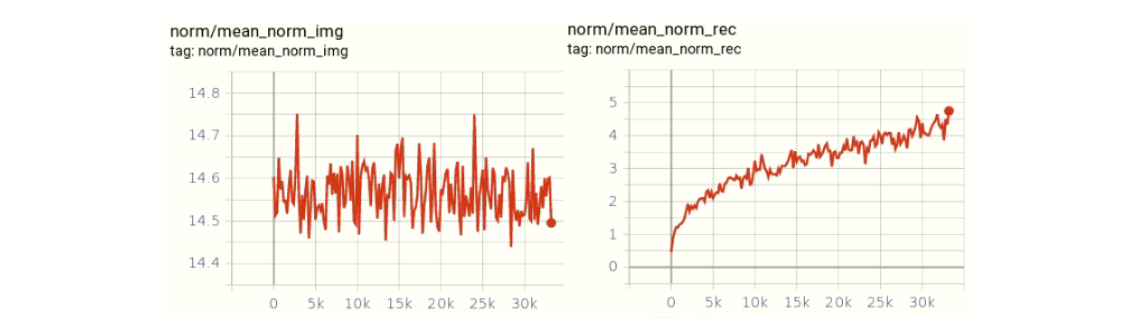 norm/mean_norm_img
tag: norm/mean_norm_img
14.8
14.7
14.6
14.5
14.4
0 5k 10k 15k 20k 25k 30k
norm/mean_norm_rec
tag: norm/mean_norm_rec
5
4
3
2
1
0
0 5k 10k 15k 20k 25k 30k